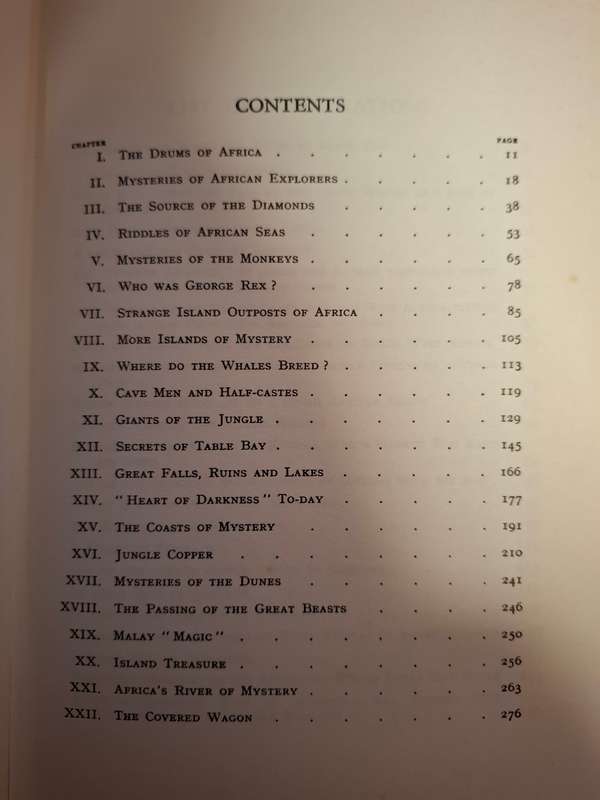 CONTENTS
CHAPTER PAGE
I. THE DRUMS OF AFRICA . . . . . . . 11
II. MYSTERIES OF AFRICAN EXPLORERS . . . . . 18
III. THE SOURCE OF THE DIAMONDS . . . . . 38
IV. RIDDLES OF AFRICAN SEAS . . . . . . 53
V. MYSTERIES OF THE MONKEYS . . . . . . 65
VI. WHO WAS GEORGE REX ? . . . . . . 78
VII. STRANGE ISLAND OUTPOSTS OF AFRICA . . . . 85
VIII. MORE ISLANDS OF MYSTERY . . . . . . 105
IX. WHERE DO THE WHALES BREED ? . . . . . 113
X. CAVE MEN AND HALF-CASTES . . . . . . 119
XI. GIANTS OF THE JUNGLE . . . . . . . 129
XII. SECRETS OF TABLE BAY . . . . . . . 145
XIII. GREAT FALLS, RUINS AND LAKES . . . . . 166
XIV. "HEART OF DARKNESS" TO-DAY . . . . . 177
XV. THE COASTS OF MYSTERY . . . . . . 191
XVI. JUNGLE COPPER . . . . . . . . 210
XVII. MYSTERIES OF THE DUNES . . . . . . 241
XVIII. THE PASSING OF THE GREAT BEASTS . . . . 246
XIX. MALAY "MAGIC" . . . . . . . . 250
XX. ISLAND TREASURE . . . . . . . . 256
XXI. AFRICA'S RIVER OF MYSTERY . . . . . . 263
XXII. THE COVERED WAGON . . . . . . . 276